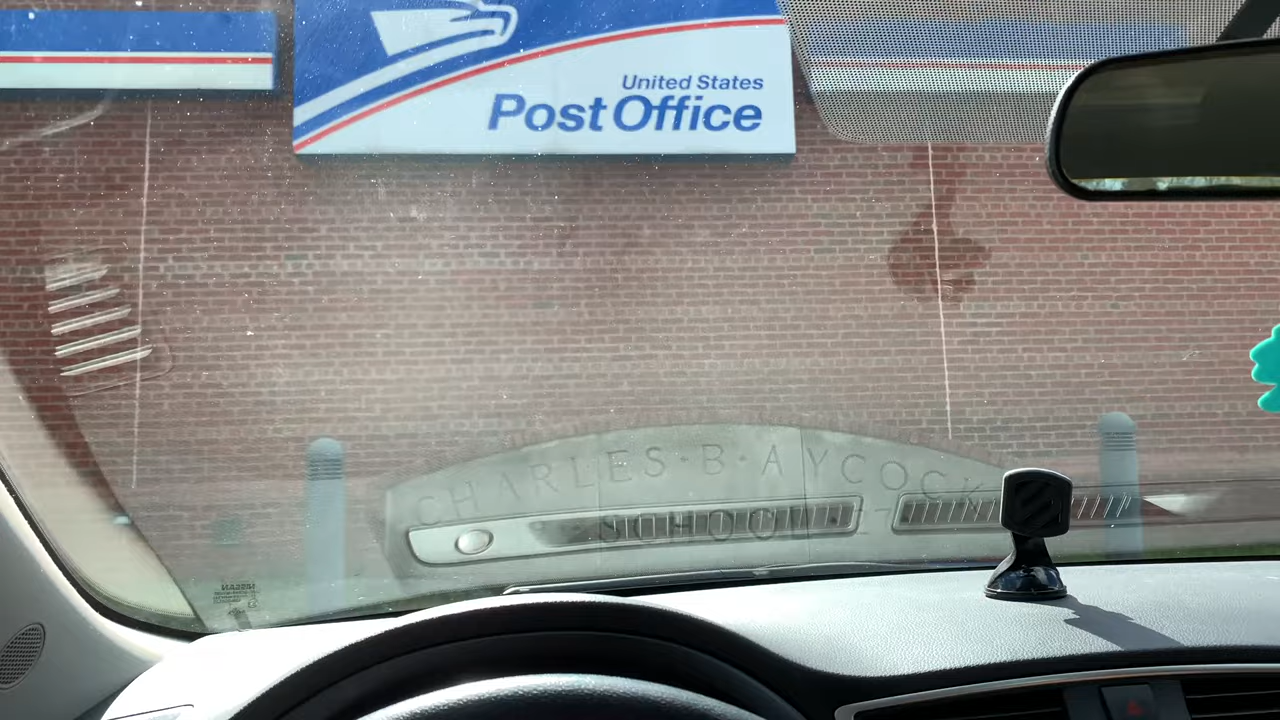 United States
Post Office
CHARLES · B · AYCOCK
SCHOOL